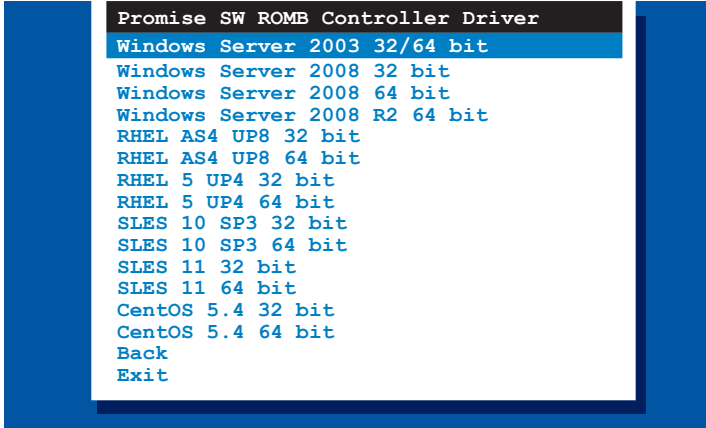 Promise SW ROMB Controller Driver
Windows Server 2003 32/64 bit
Windows Server 2008 32 bit
Windows Server 2008 64 bit
Windows Server 2008 R2 64 bit
RHEL AS4 UP8 32 bit
RHEL AS4 UP8 64 bit
RHEL 5 UP4 32 bit
RHEL 5 UP4 64 bit
SLES 10 SP3 32 bit
SLES 10 SP3 64 bit
SLES 11 32 bit
SLES 11 64 bit
CentOS 5.4 32 bit
CentOS 5.4 64 bit
Back
Exit